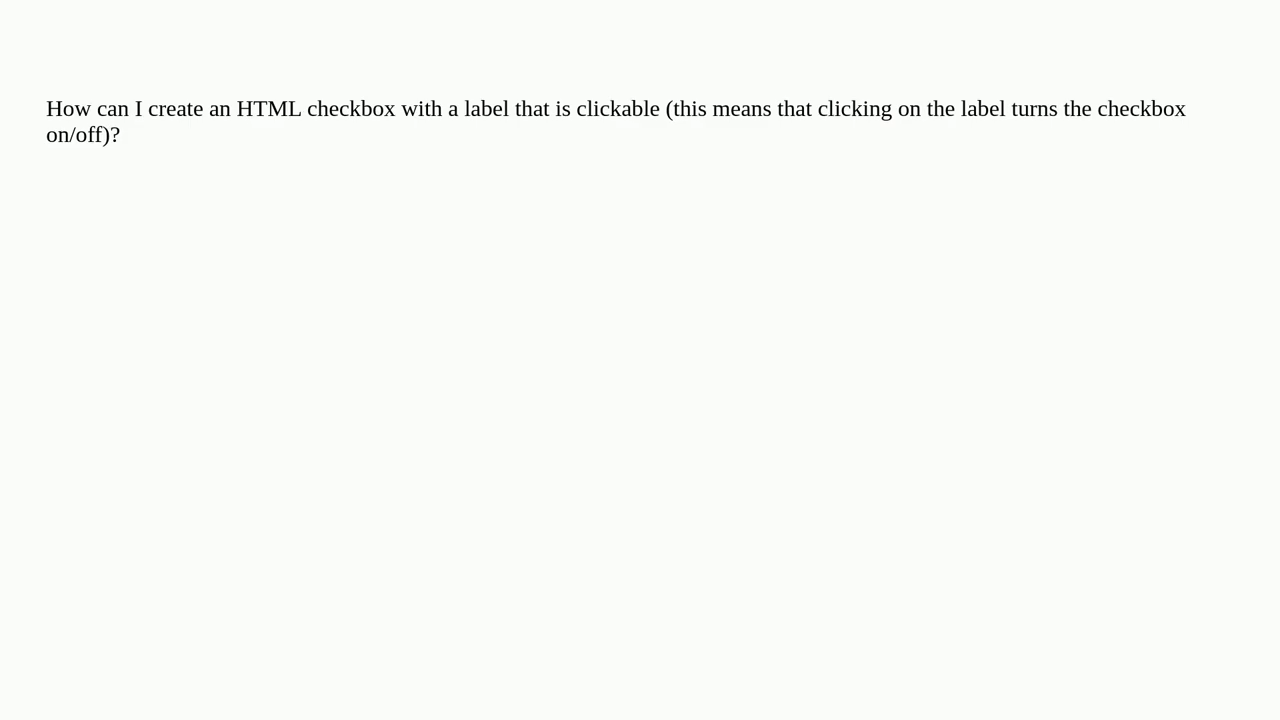 How can I create an HTML checkbox with a label that is clickable (this means that clicking on the label turns the checkbox
on/off)?